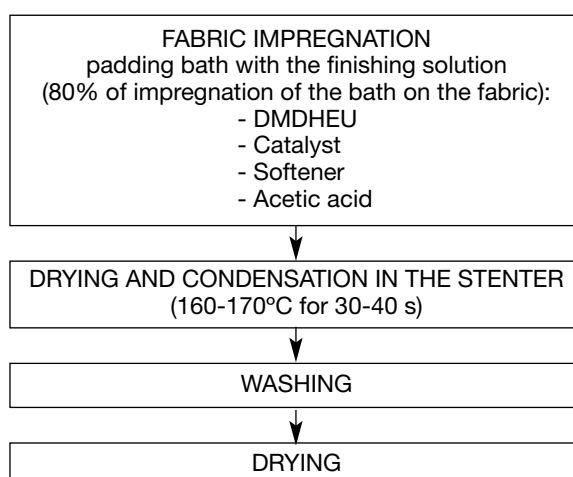 FABRIC IMPREGNATION
padding bath with the finishing solution
(80% of impregnation of the bath on the fabric):
- DMDHEU
- Catalyst
- Softener
- Acetic acid
DRYING AND CONDENSATION IN THE STENTER
(160-170ºC for 30-40 s)
WASHING
DRYING